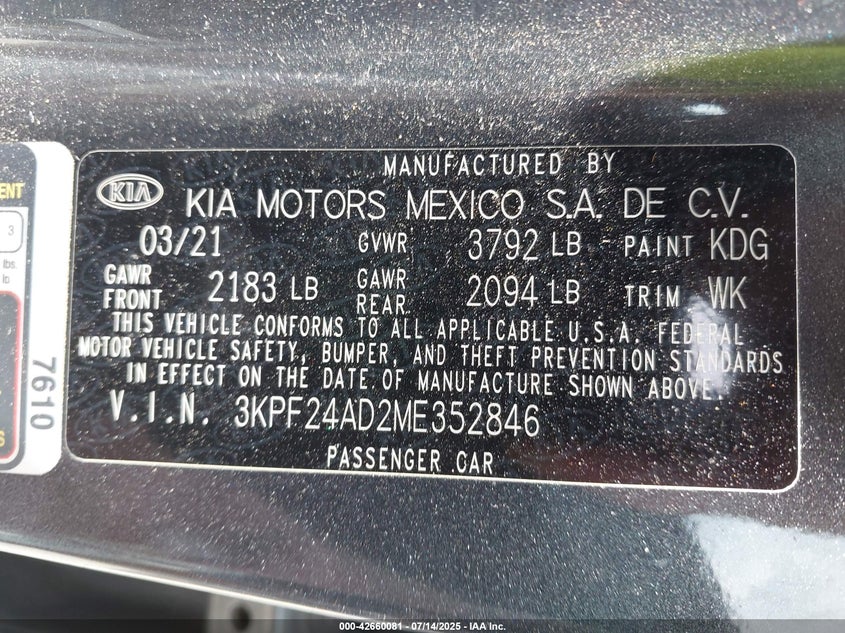 MANUFACTURED BY
KIA KIA MOTORS MEXICO S.A. DE C.V.
03/21 GVWR 3792 LB PAINT KDG
GAWR FRONT 2183 LB GAWR REAR 2094 LB TRIM WK
THIS VEHICLE CONFORMS TO ALL APPLICABLE U.S.A. FEDERAL
MOTOR VEHICLE SAFETY, BUMPER, AND THEFT PREVENTION STANDARDS
IN EFFECT ON THE DATE OF MANUFACTURE SHOWN ABOVE.
V.I.N. 3KPF24AD2ME352846
PASSENGER CAR
3
lbs.
7610
000-42660081 - 07/14/2025 - IAA Inc.